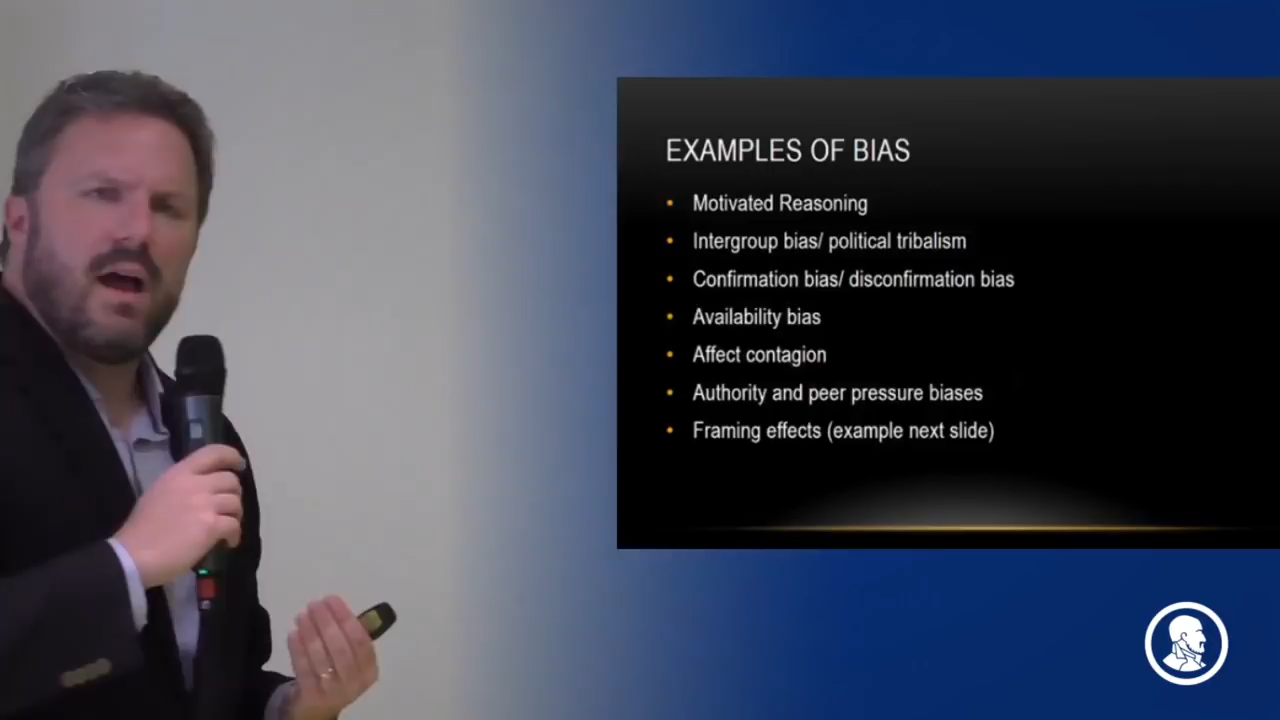 EXAMPLES OF BIAS
• Motivated Reasoning
• Intergroup bias/ political tribalism
• Confirmation bias/ disconfirmation bias
• Availability bias
• Affect contagion
• Authority and peer pressure biases
• Framing effects (example next slide)